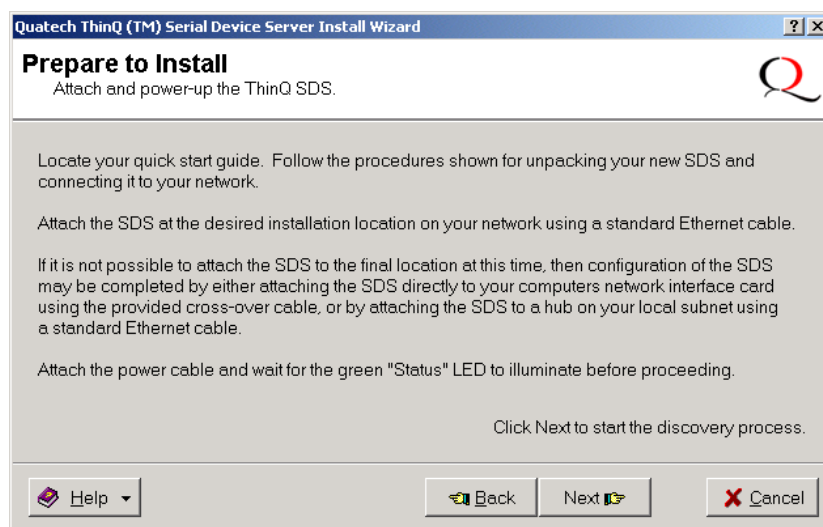 Quatech ThinQ (TM) Serial Device Server Install Wizard
Prepare to Install
Attach and power-up the ThinQ SDS.
Locate your quick start guide. Follow the procedures shown for unpacking your new SDS and
connecting it to your network.
Attach the SDS at the desired installation location on your network using a standard Ethernet cable.
If it is not possible to attach the SDS to the final location at this time, then configuration of the SDS
may be completed by either attaching the SDS directly to your computers network interface card
using the provided cross-over cable, or by attaching the SDS to a hub on your local subnet using
a standard Ethernet cable.
Attach the power cable and wait for the green "Status" LED to illuminate before proceeding.
Click Next to start the discovery process.
Help
Back
Next
Cancel